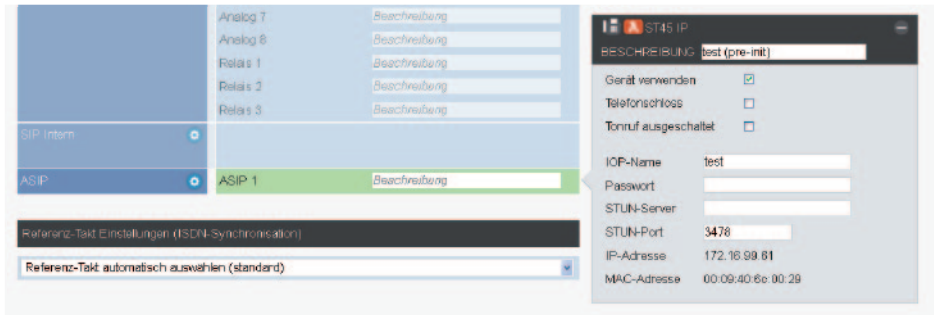 Analog 7 Beschreibung
Analog 8 Beschreibung
Relais 1 Beschreibung
Relais 2 Beschreibung
Relais 3 Beschreibung
SIP Intern
ASIP ASIP 1 Beschreibung
Referenz-Takt Einstellungen (ISDN-Synchronisation)
Referenz-Takt automatisch auswählen (standard)
ST45 IP
BESCHREIBUNG test (pre-init)
Gerät verwenden
Telefonschloss
Tonruf ausgeschaltet
IOP-Name test
Passwort
STUN-Server
STUN-Port 3478
IP-Adresse 172.16.99.61
MAC-Adresse 00:09:40:6e:00:29